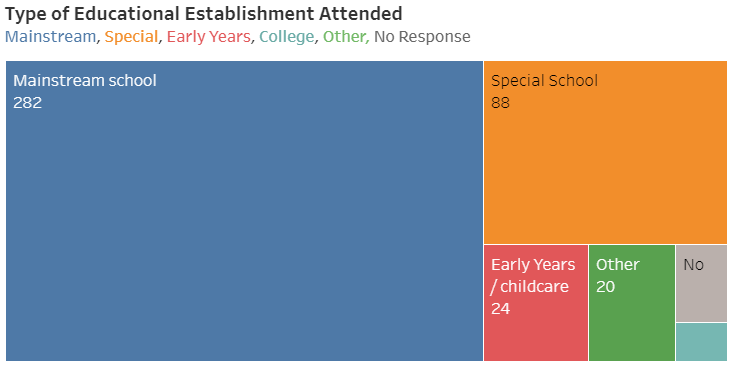 Type of Educational Establishment Attended
Mainstream, Special, Early Years, College, Other, No Response
Mainstream school
282
Special School
88
Early Years
/ childcare
24
Other
20
No